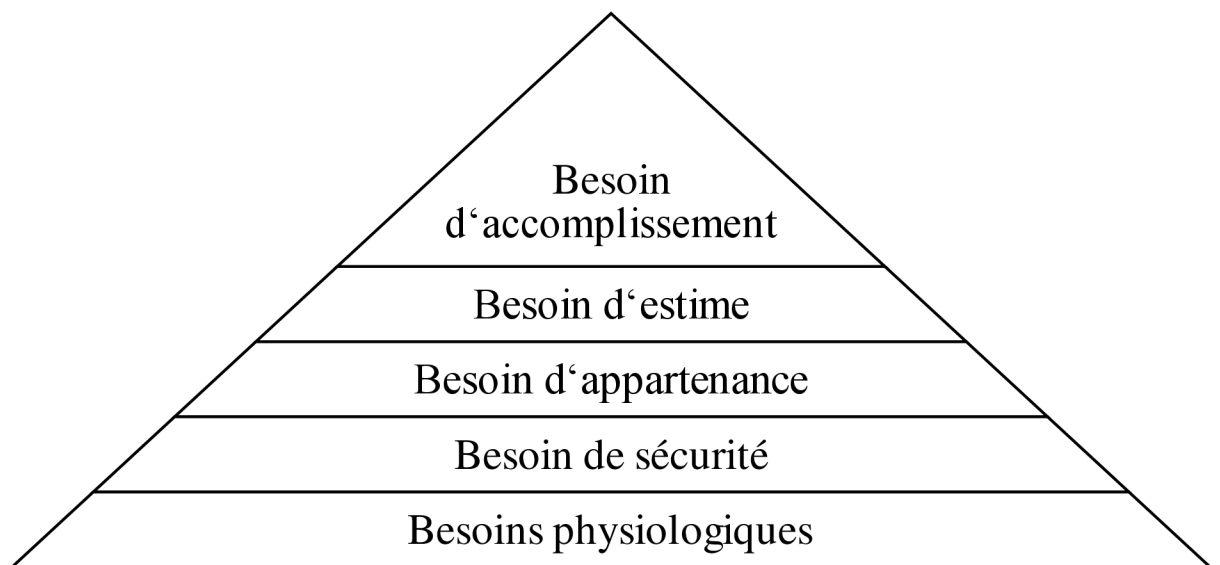 Besoin
d‘accomplissement
Besoin d‘estime
Besoin d‘appartenance
Besoin de sécurité
Besoins physiologiques